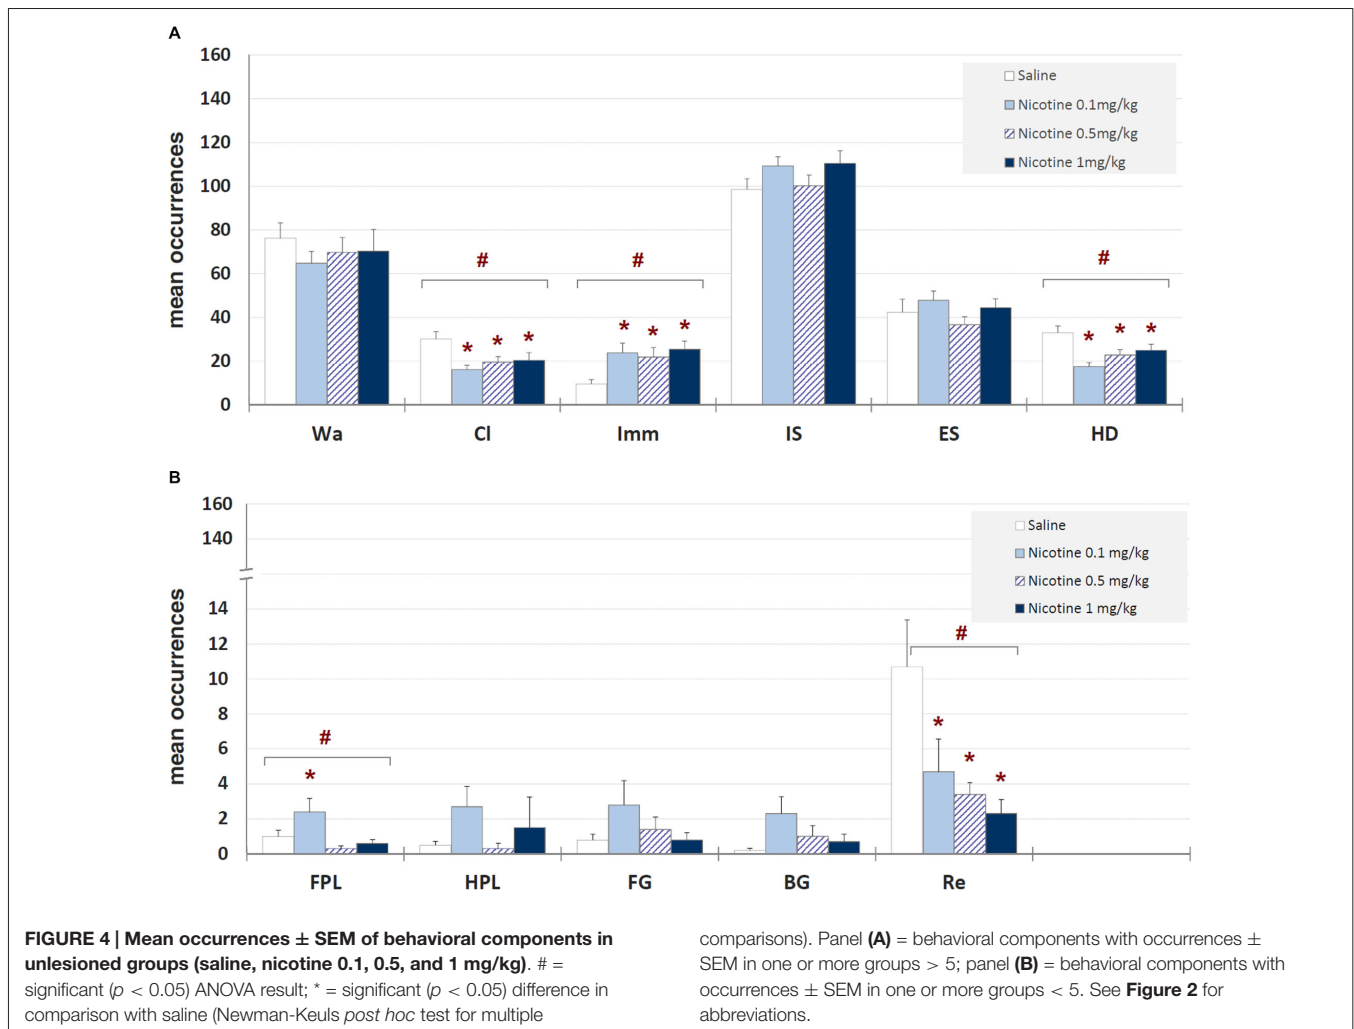 A
160
140
120
100
80
60
40
20
0
mean occurrences
Saline
Nicotine 0.1mg/kg
Nicotine 0.5mg/kg
Nicotine 1mg/kg
#
#
#
* * *
* * *
* * *
Wa Cl Imm IS ES HD
B
160
140
14
12
10
8
6
4
2
0
mean occurrences
Saline
Nicotine 0.1 mg/kg
Nicotine 0.5 mg/kg
Nicotine 1 mg/kg
#
#
*
* * *
FPL HPL FG BG Re
FIGURE 4 | Mean occurrences ± SEM of behavioral components in
unlesioned groups (saline, nicotine 0.1, 0.5, and 1 mg/kg). # =
significant (p < 0.05) ANOVA result; * = significant (p < 0.05) difference in
comparison with saline (Newman-Keuls post hoc test for multiple
comparisons). Panel (A) = behavioral components with occurrences ±
SEM in one or more groups > 5; panel (B) = behavioral components with
occurrences ± SEM in one or more groups < 5. See Figure 2 for
abbreviations.